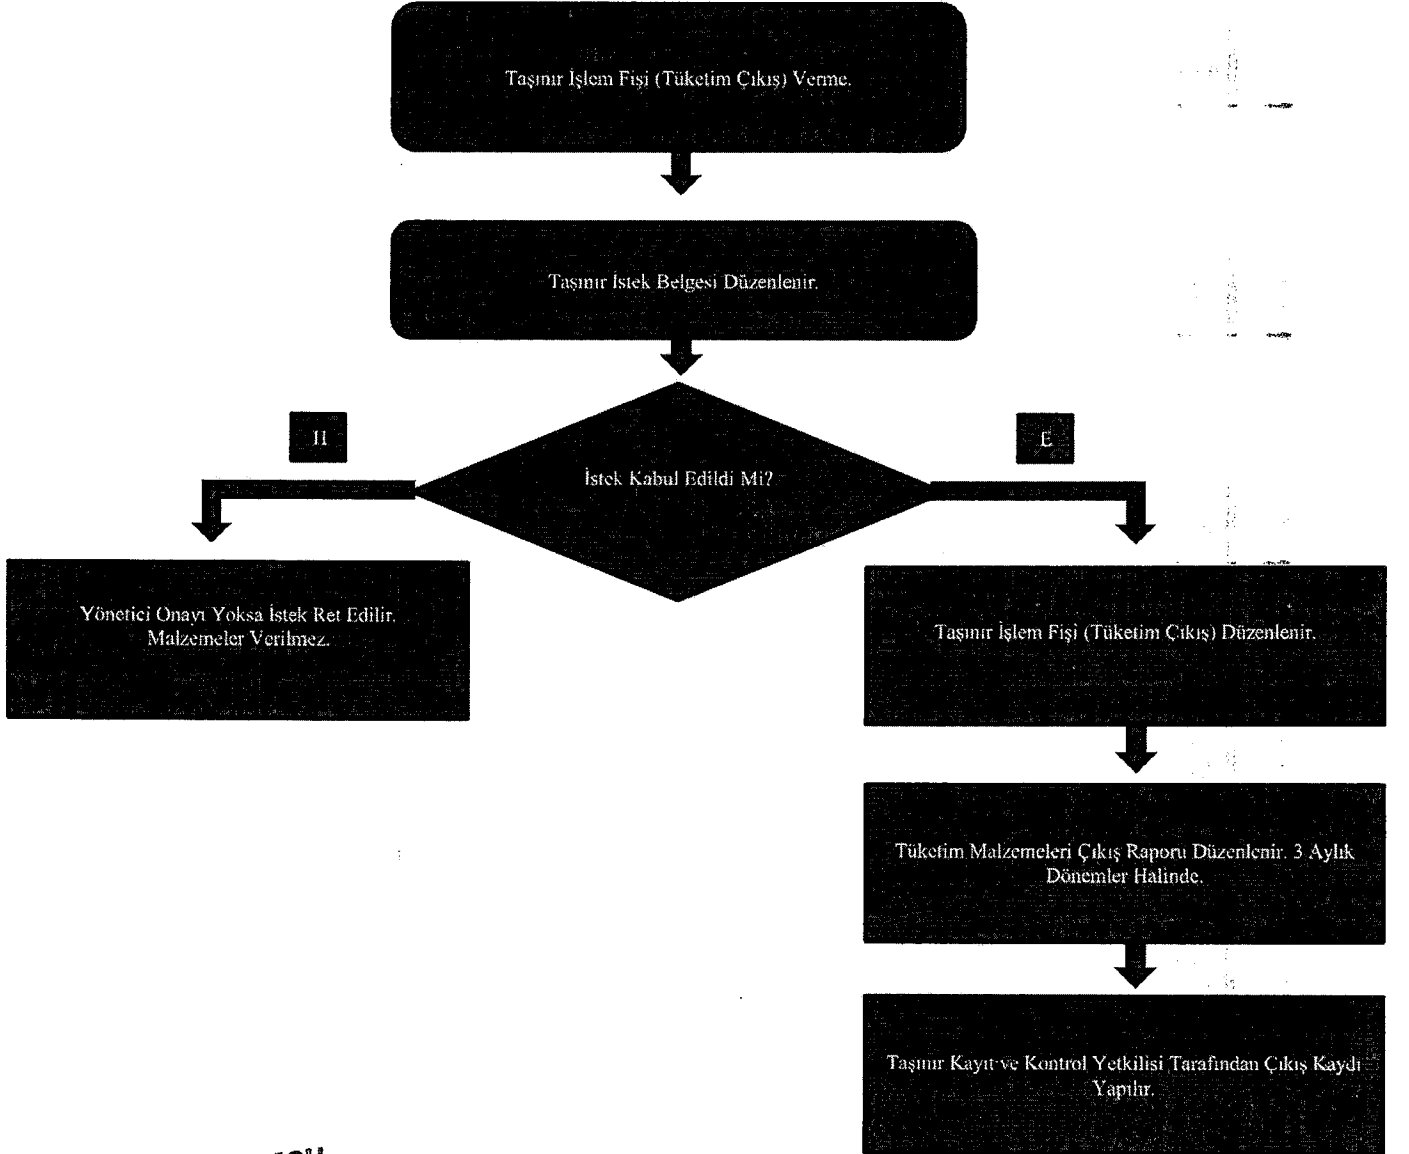 Taşınır İşlem Fişi (Tüketim Çıkış) Verme.
Taşınır İstek Belgesi Düzenlenir.
H
E
İstek Kabul Edildi Mi?
Yönetici Onayı Yoksa İstek Ret Edilir.
Malzemeler Verilmez.
Taşınır İşlem Fişi (Tüketim Çıkış) Düzenlenir.
Tüketim Malzemeleri Çıkış Raporu Düzenlenir. 3 Aylık
Dönemler Halinde.
Taşınır Kayıt ve Kontrol Yetkilisi Tarafından Çıkış Kaydı
Yapılır.